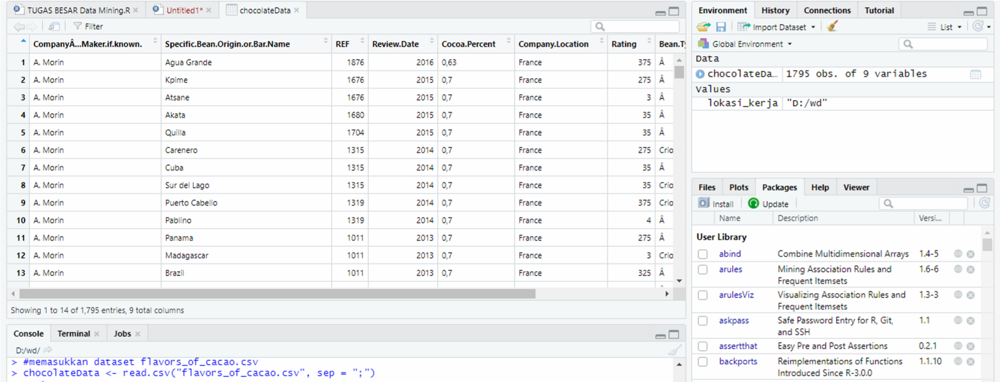 TUGAS BESAR Data Mining.R
Untitled1*
chocolateData
Filter
CompanyÂ...Maker.if.known.	Specific.Bean.Origin.or.Bar.Name	REF	Review.Date	Cocoa.Percent	Company.Location	Rating	Bean.Ty
1	A. Morin	Agua Grande	1876	2016	0,63	France	375	Â
2	A. Morin	Kpime	1676	2015	0,7	France	275	Â
3	A. Morin	Atsane	1676	2015	0,7	France	3	Â
4	A. Morin	Akata	1680	2015	0,7	France	35	Â
5	A. Morin	Quilla	1704	2015	0,7	France	35	Â
6	A. Morin	Carenero	1315	2014	0,7	France	275	Crio
7	A. Morin	Cuba	1315	2014	0,7	France	35	Â
8	A. Morin	Sur del Lago	1315	2014	0,7	France	35	Crio
9	A. Morin	Puerto Cabello	1319	2014	0,7	France	375	Crio
10	A. Morin	Pablino	1319	2014	0,7	France	4	Â
11	A. Morin	Panama	1011	2013	0,7	France	275	Â
12	A. Morin	Madagascar	1011	2013	0,7	France	3	Crio
13	A. Morin	Brazil	1011	2013	0,7	France	325	Â
Showing 1 to 14 of 1,795 entries, 9 total columns
Console	Terminal	Jobs
D:/wd/
> #memasukkan dataset flavors_of_cacao.csv
> chocolateData <- read.csv("flavors_of_cacao.csv", sep = ";")
Environment	History	Connections	Tutorial
Import Dataset	List
Global Environment
Data
chocolateDa…	1795 obs. of 9 variables
Values
lokasi_kerja	"D:/wd"
Files	Plots	Packages	Help	Viewer
Install	Update
Name	Description	Versi...
User Library
abind	Combine Multidimensional Arrays	1.4-5
arules	Mining Association Rules and	1.6-6
Frequent Itemsets
arulesViz	Visualizing Association Rules and	1.3-3
Frequent Itemsets
askpass	Safe Password Entry for R, Git,	1.1
and SSH
assertthat	Easy Pre and Post Assertions	0.2.1
backports	Reimplementations of Functions	1.1.10
Introduced Since R-3.0.0